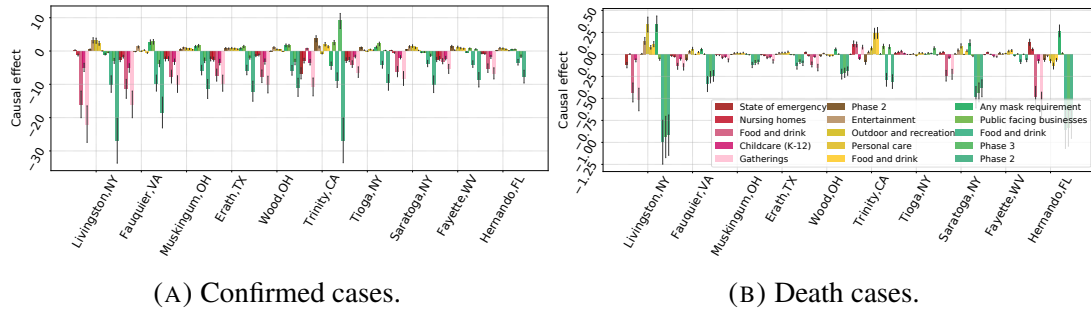 Causal effect
10
0
−10
−20
−30
Livingston,NY
Fauquier,VA
Muskingum,OH
Erath,TX
Wood,OH
Trinity, CA
Tioga,NY
Saratoga,NY
Fayette,WV
Hernando,FL
(A) Confirmed cases.
Causal effect
0.50
0.25
0.00
−0.25
−0.50
−0.75
−1.00
−1.25
State of emergency
Nursing homes
Food and drink
Childcare (K-12)
Gatherings
Phase 2
Entertainment
Outdoor and recreation
Personal care
Food and drink
Any mask requirement
Public facing businesses
Food and drink
Phase 3
Phase 2
Livingston,NY
Fauquier,VA
Muskingum,OH
Erath,TX
Wood,OH
Trinity, CA
Tioga,NY
Saratoga,NY
Fayette,WV
Hernando,FL
(B) Death cases.